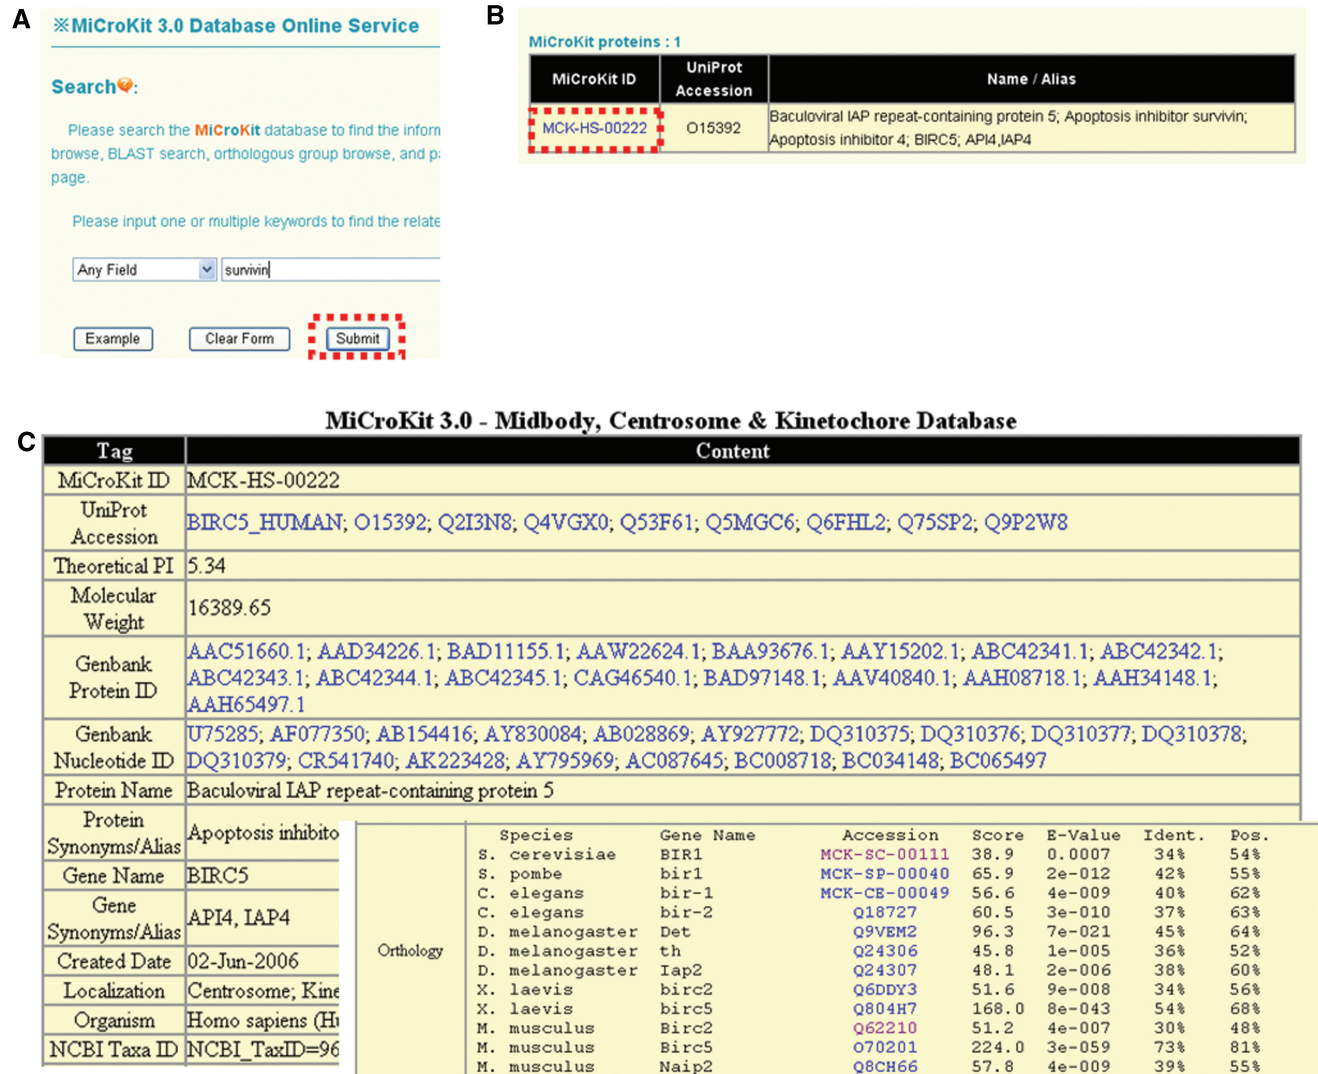 A
※MiCroKit 3.0 Database Online Service
Search?:
Please search the MiCroKit database to find the inform
browse, BLAST search, orthologous group browse, and p
page.
Please input one or multiple keywords to find the relate
Any Field survivin
Example Clear Form Submit
B
MiCroKit proteins : 1
MiCroKit ID UniProt Accession Name / Alias
MCK-HS-00222 O15392 Baculoviral IAP repeat-containing protein 5; Apoptosis inhibitor survivin;
Apoptosis inhibitor 4; BIRC5; API4,IAP4
MiCroKit 3.0 - Midbody, Centrosome & Kinetochore Database
C
Tag Content
MiCroKit ID MCK-HS-00222
UniProt
Accession
BIRC5_HUMAN; O15392; Q2I3N8; Q4VGX0; Q53F61; Q5MGC6; Q6FHL2; Q75SP2; Q9P2W8
Theoretical PI 5.34
Molecular
Weight
16389.65
Genbank
Protein ID
AAC51660.1; AAD34226.1; BAD11155.1; AAW22624.1; BAA93676.1; AAY15202.1; ABC42341.1; ABC42342.1;
ABC42343.1; ABC42344.1; ABC42345.1; CAG46540.1; BAD97148.1; AAV40840.1; AAH08718.1; AAH34148.1;
AAH65497.1
Genbank
Nucleotide ID
U75285; AF077350; AB154416; AY830084; AB028869; AY927772; DQ310375; DQ310376; DQ310377; DQ310378;
DQ310379; CR541740; AK223428; AY795969; AC087645; BC008718; BC034148; BC065497
Protein Name Baculoviral IAP repeat-containing protein 5
Protein
Synonyms/Alias
Apoptosis inhibito
Gene Name BIRC5
Gene
Synonyms/Alias
API4, IAP4
Created Date 02-Jun-2006
Localization Centrosome; Kine
Organism Homo sapiens (Hu
NCBI Taxa ID NCBI_TaxID=96
Orthology
Species Gene Name Accession Score E-Value Ident. Pos.
S. cerevisiae BIR1 MCK-SC-00111 38.9 0.0007 34% 54%
S. pombe bir1 MCK-SP-00040 65.9 2e-012 42% 55%
C. elegans bir-1 MCK-CE-00049 56.6 4e-009 40% 62%
C. elegans bir-2 Q18727 60.5 3e-010 37% 63%
D. melanogaster Det Q9VEM2 96.3 7e-021 45% 64%
D. melanogaster th Q24306 45.8 1e-005 36% 52%
D. melanogaster Iap2 Q24307 48.1 2e-006 38% 60%
X. laevis birc2 Q6DDY3 51.6 9e-008 34% 56%
X. laevis birc5 Q804H7 168.0 8e-043 54% 68%
M. musculus Birc2 Q62210 51.2 4e-007 30% 48%
M. musculus Birc5 O70201 224.0 3e-059 73% 81%
M. musculus Naip2 Q8CH66 57.8 4e-009 39% 55%